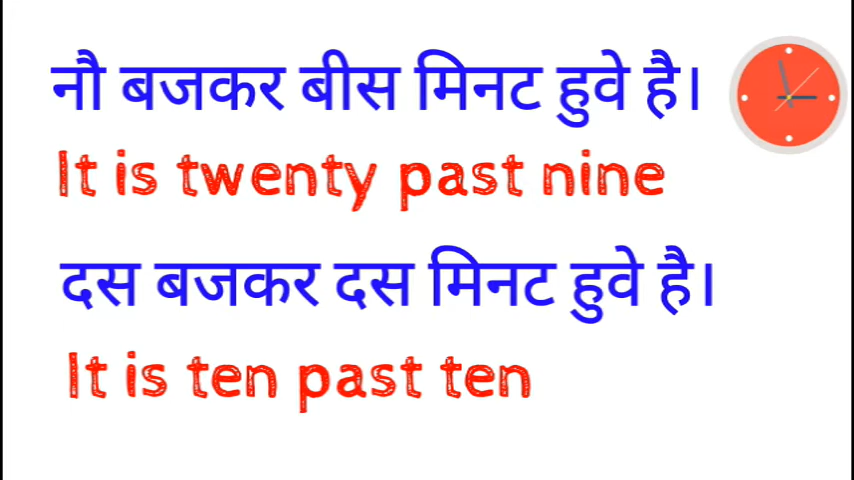 नौ बजकर बीस मिनट हुवे है।
It is twenty past nine
दस बजकर दस मिनट हुवे है।
It is ten past ten